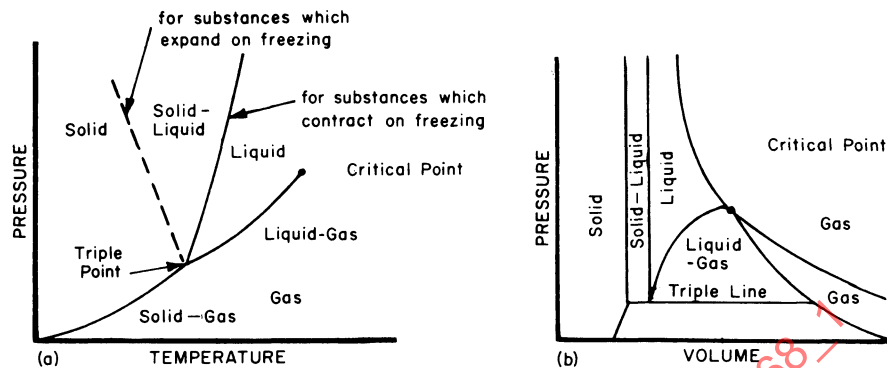 for substances which
expand on freezing
Solid
Solid-
Liquid
for substances which
contract on freezing
Liquid
Critical Point
PRESSURE
Liquid-Gas
Triple
Point
Gas
Solid-Gas
(a)
TEMPERATURE
PRESSURE
Solid
Solid-Liquid
Liquid
Critical Point
Gas
Liquid
-Gas
Triple Line
Gas
(b)
VOLUME
68_1